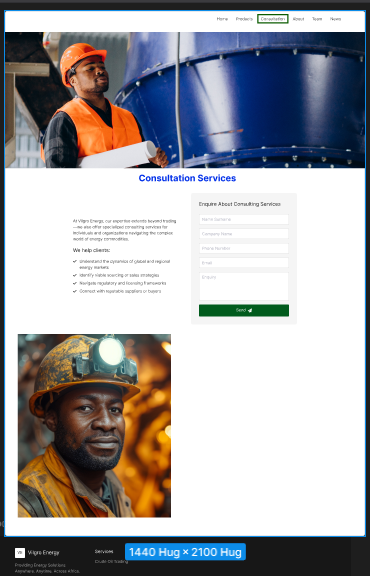 Home Products Consultation About Team News
Consultation Services
Enquire About Consulting Services
Name Surname
Company Name
Phone Number
Email
Enquiry
Send
At Vilgro Energy, our expertise extends beyond trading
—we also offer specialised consulting services for
individuals and organizations navigating the complex
world of energy commodities.
We help clients:
Understand the dynamics of global and regional
energy markets
Identify viable sourcing or sales strategies
Navigate regulatory and licensing frameworks
Connect with reputable suppliers or buyers
1440 Hug × 2100 Hug
Vilgro Energy
Providing Energy Solutions
Anywhere, Anytime, Across Africa.
Services
Crude Oil Trading